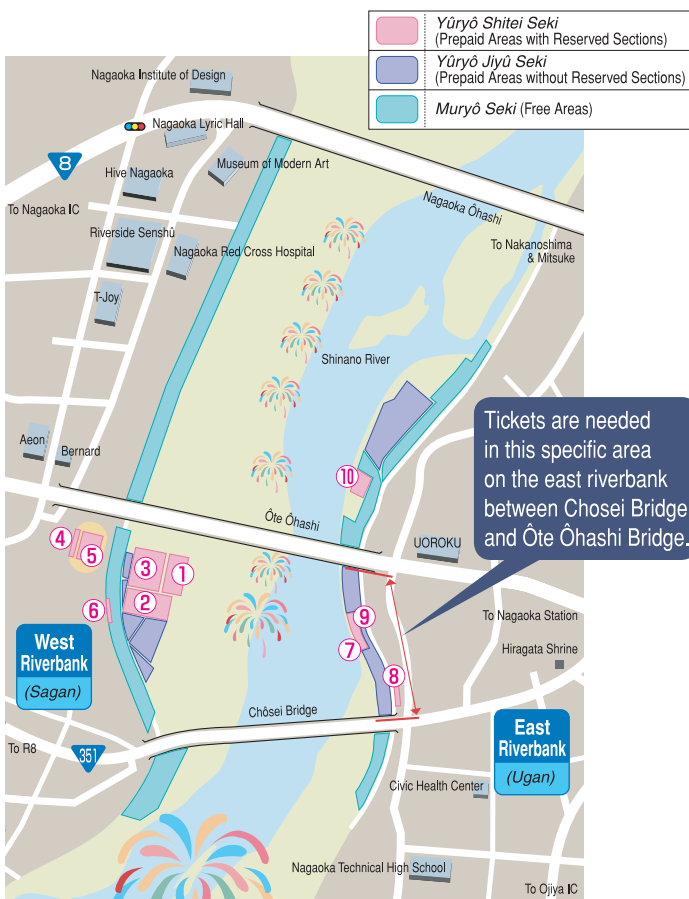 Yûryô Shitei Seki
(Prepaid Areas with Reserved Sections)
Yûryô Jiyû Seki
(Prepaid Areas without Reserved Sections)
Muryô Seki (Free Areas)
Nagaoka Institute of Design
Nagaoka Lyric Hall
8
Museum of Modern Art
Hive Nagaoka
To Nagaoka IC
Nagaoka Ôhashi
Riverside Senshû
Nagaoka Red Cross Hospital
To Nakanoshima
& Mitsuke
T-Joy
Shinano River
Tickets are needed
in this specific area
on the east riverbank
between Chosei Bridge
and Ôte Ôhashi Bridge.
Aeon
Bernard
⑩
Ôte Ôhashi
UOROKU
④
⑤
③
①
②
⑥
⑨
⑦
⑧
To Nagaoka Station
Hiragata Shrine
West
Riverbank
(Sagan)
Chôsei Bridge
To R8
351
East
Riverbank
(Ugan)
Civic Health Center
Nagaoka Technical High School
To Ojiya IC